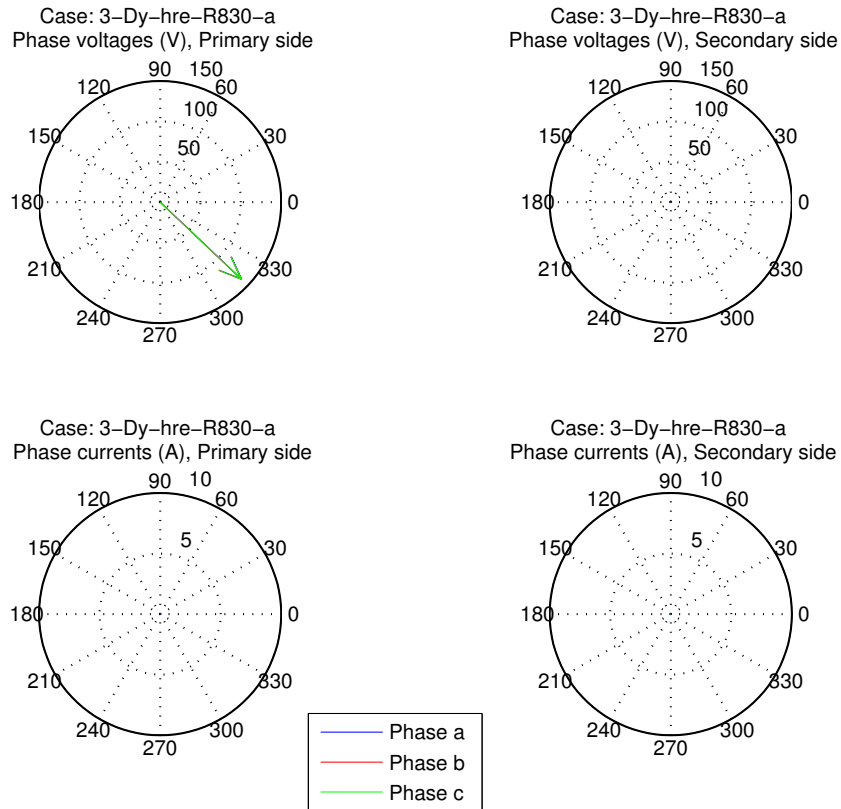 Case: 3−Dy−hre−R830−a
Phase voltages (V), Primary side
90 150
120 60
100
150 50 30
180 0
210 330
240 300
270
Case: 3−Dy−hre−R830−a
Phase voltages (V), Secondary side
90 150
120 60
100
150 50 30
180 0
210 330
240 300
270
Case: 3−Dy−hre−R830−a
Phase currents (A), Primary side
90 10
120 60
5
150 30
180 0
210 330
240 300
270
Case: 3−Dy−hre−R830−a
Phase currents (A), Secondary side
90 10
120 60
5
150 30
180 0
210 330
240 300
270
Phase a
Phase b
Phase c